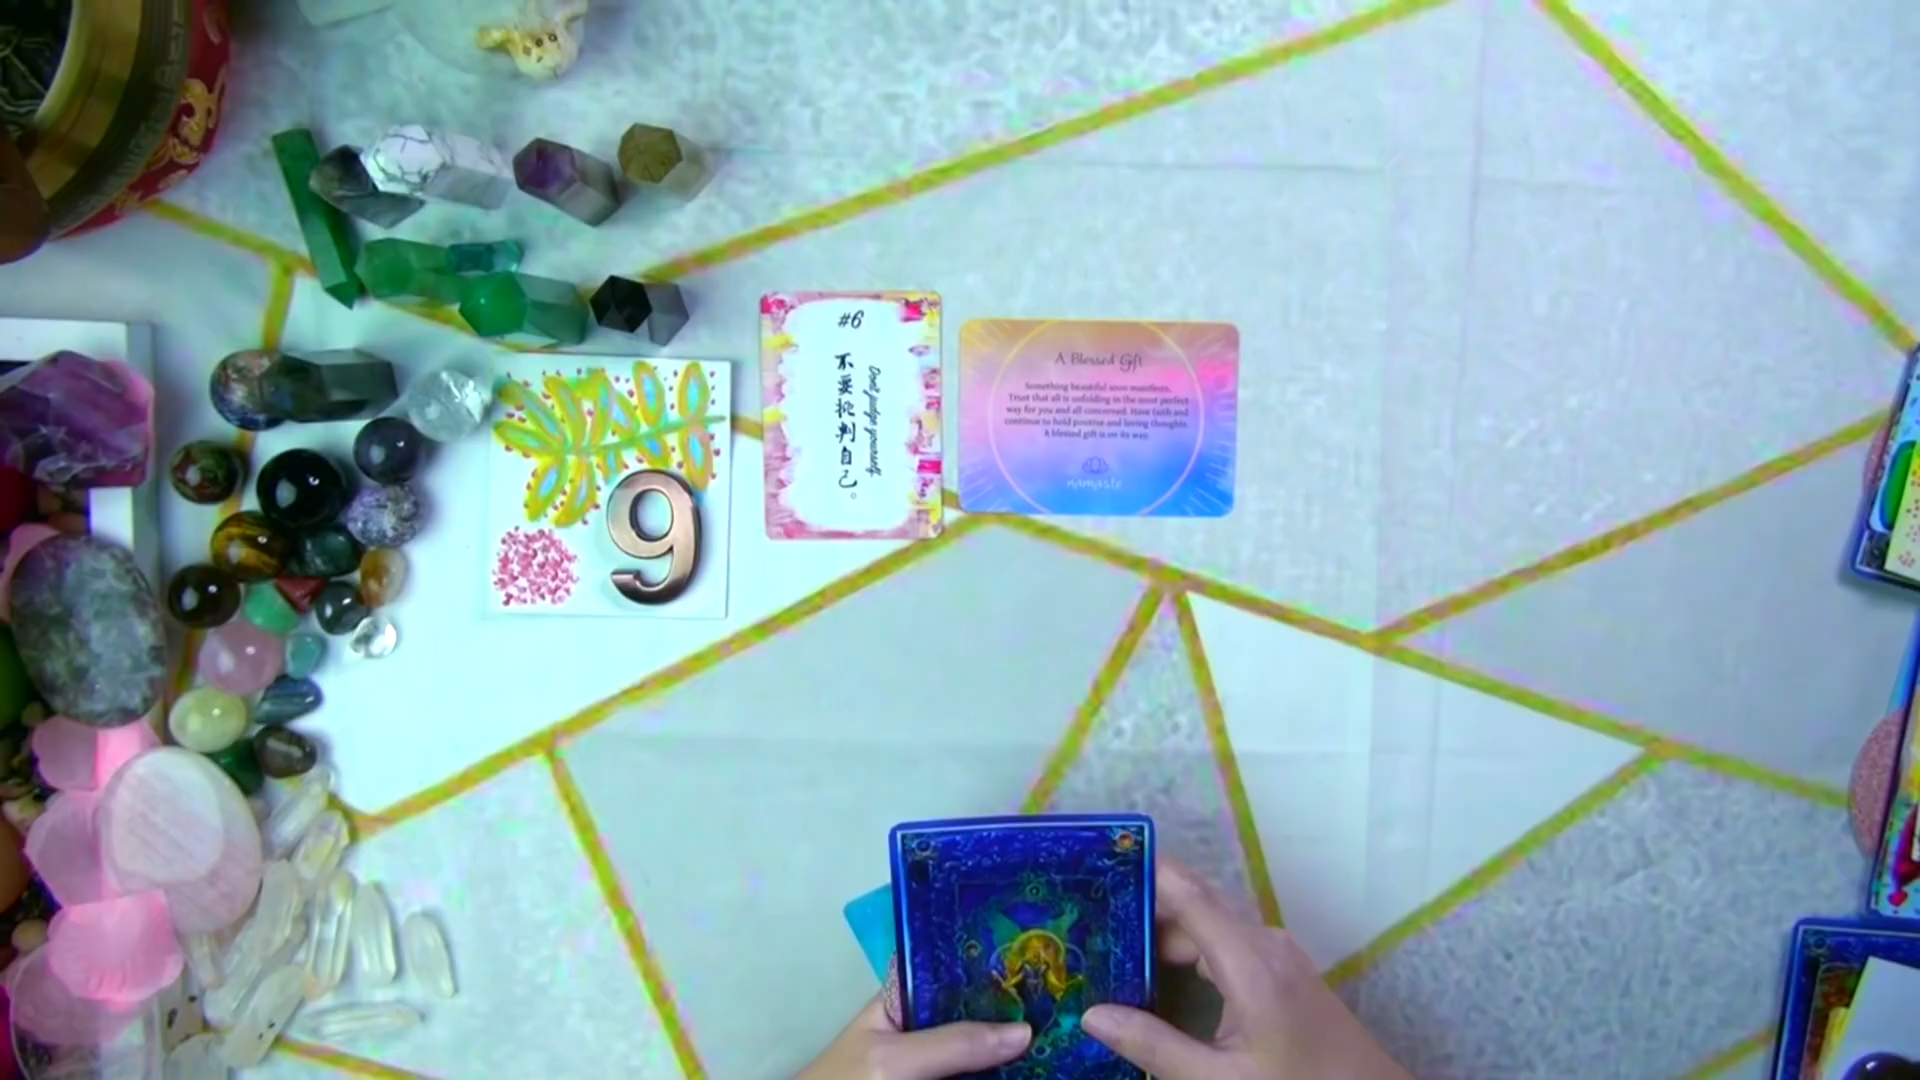 #6
不要批判自己。
Don't judge yourself
A Blessed Gift
Something beautiful soon manifests.
Trust that all is unfolding in the most perfect
way for you and all concerned. Have faith and
continue to hold positive and loving thoughts.
A blessed gift is on its way.
namaste
9